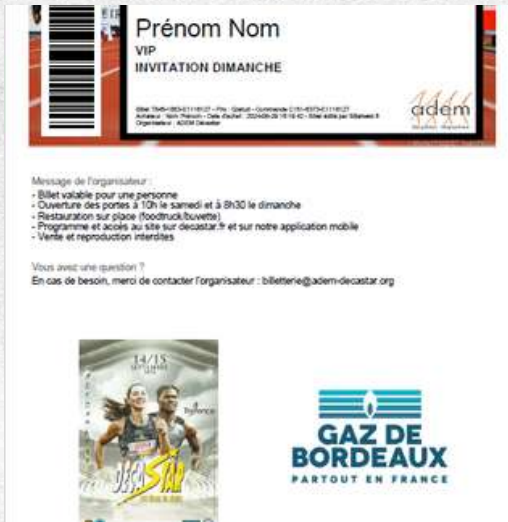 Prénom Nom
VIP
INVITATION DIMANCHE
adem
Message de l'organisateur :
- Billet valable pour une personne
- Ouverture des portes à 10h le samedi et à 8h30 le dimanche
- Restauration sur place (foodtruck/buvette)
- Programme et accès au site sur decastar.fr et sur notre application mobile
- Vente et reproduction interdites
Vous avez une question ?
En cas de besoin, merci de contacter l'organisateur : billetterie@adem-decastar.org
14/15
SEPTEMBRE
DECASTAR
GAZ DE
BORDEAUX
PARTOUT EN FRANCE